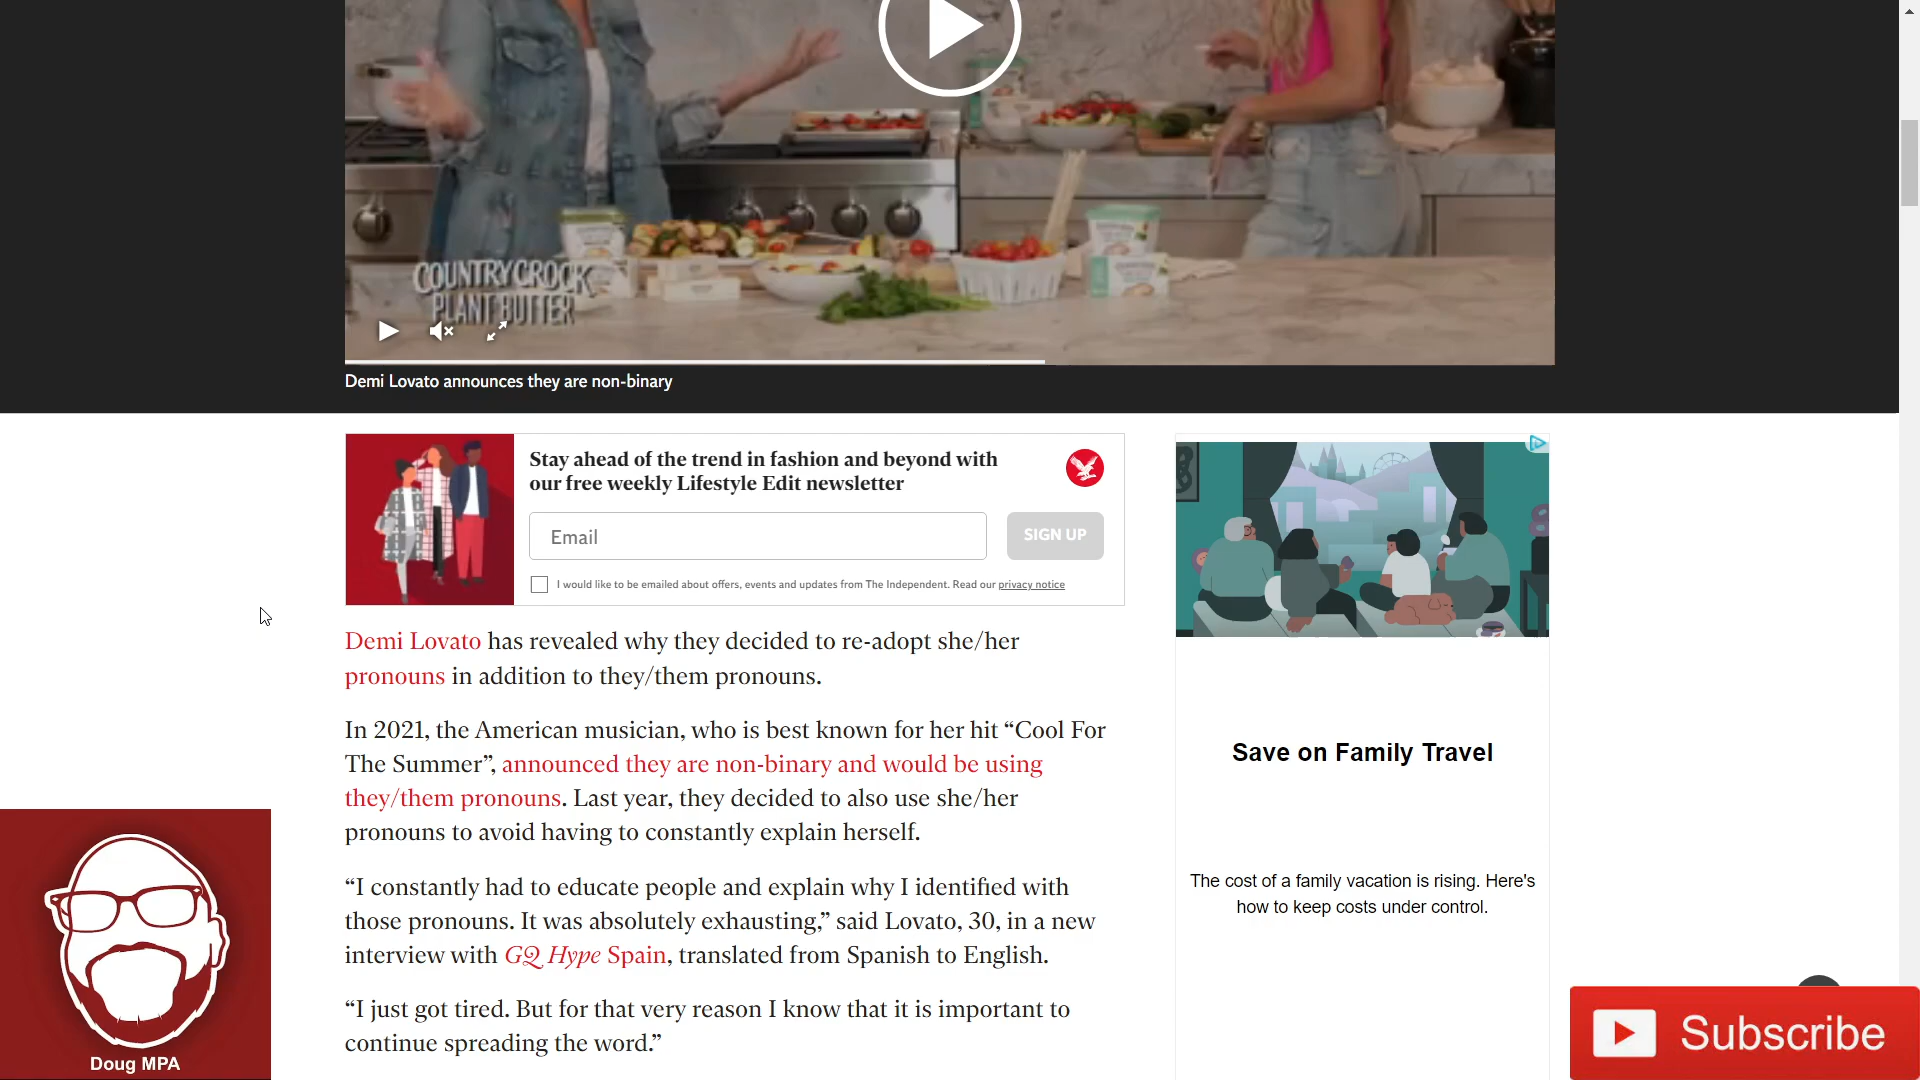 COUNTRY CROCK
PLANT BUTTER
Demi Lovato announces they are non-binary
Stay ahead of the trend in fashion and beyond with
our free weekly Lifestyle Edit newsletter
Email
SIGN UP
I would like to be emailed about offers, events and updates from The Independent. Read our privacy notice
Demi Lovato has revealed why they decided to re-adopt she/her
pronouns in addition to they/them pronouns.
In 2021, the American musician, who is best known for her hit “Cool For
The Summer”, announced they are non-binary and would be using
they/them pronouns. Last year, they decided to also use she/her
pronouns to avoid having to constantly explain herself.
“I constantly had to educate people and explain why I identified with
those pronouns. It was absolutely exhausting,” said Lovato, 30, in a new
interview with GQ Hype Spain, translated from Spanish to English.
“I just got tired. But for that very reason I know that it is important to
continue spreading the word.”
Save on Family Travel
The cost of a family vacation is rising. Here's
how to keep costs under control.
Doug MPA
Subscribe